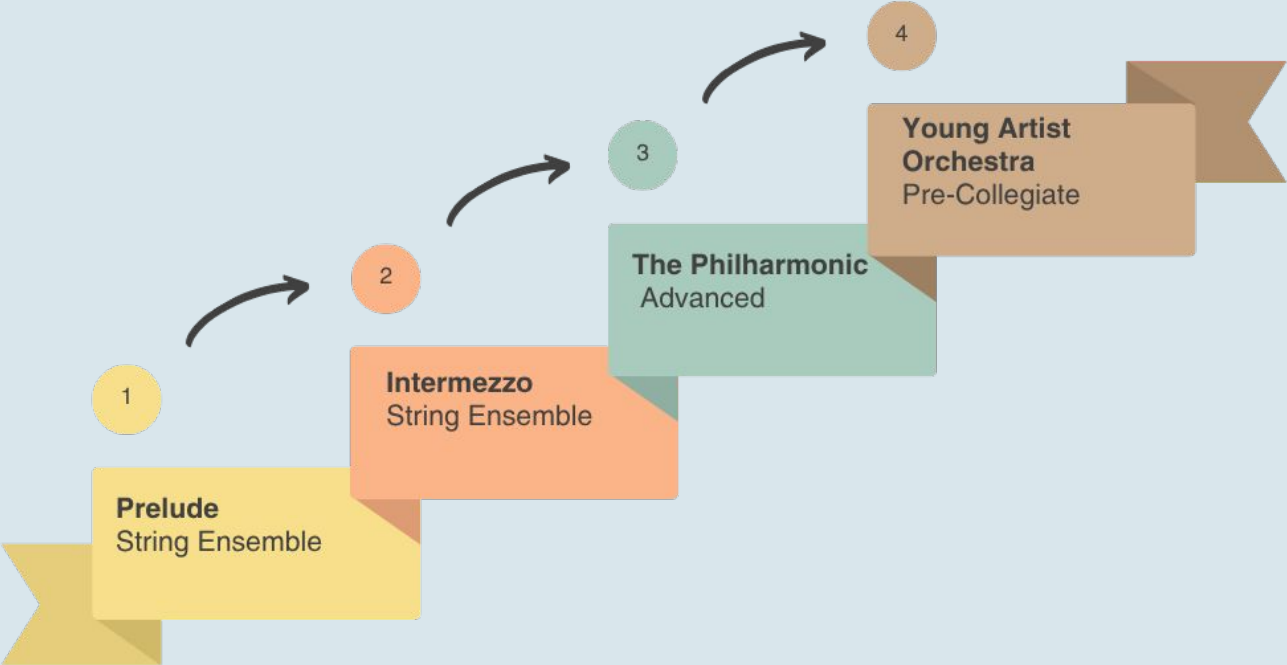 1
Prelude
String Ensemble
2
Intermezzo
String Ensemble
3
The Philharmonic
Advanced
4
Young Artist
Orchestra
Pre-Collegiate